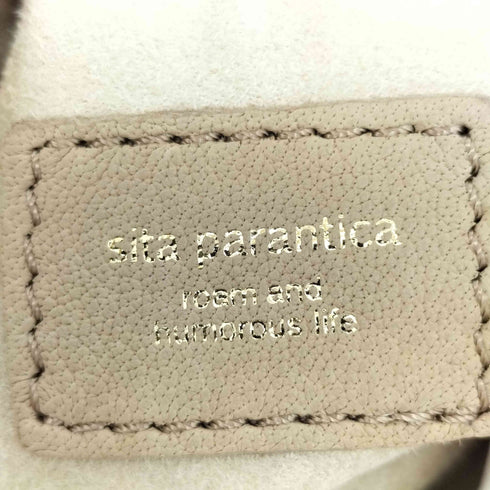 sita parantica
roam and
humorous life